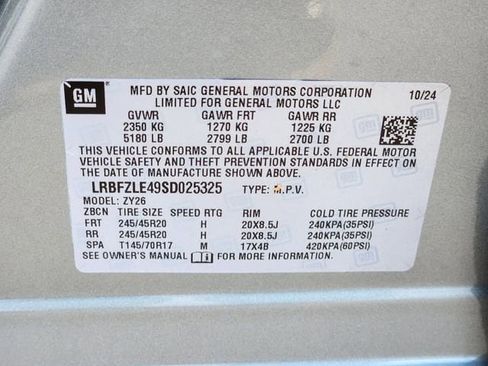 GM
MFD BY SAIC GENERAL MOTORS CORPORATION 10/24
LIMITED FOR GENERAL MOTORS LLC
GVWR GAWR FRT GAWR RR
2350 KG 1270 KG 1225 KG
5180 LB 2799 LB 2700 LB
THIS VEHICLE CONFORMS TO ALL APPLICABLE U.S. FEDERAL MOTOR
VEHICLE SAFETY AND THEFT PREVENTION STANDARDS IN EFFECT ON
THE DATE OF MANUFACTURE SHOWN ABOVE.
LRBFZLE49SD025325 TYPE: M.P.V.
MODEL: ZY26
ZBCN TIRE SIZE SPEED RTG RIM COLD TIRE PRESSURE
FRT 245/45R20 H 20X8.5J 240KPA(35PSI)
RR 245/45R20 H 20X8.5J 240KPA(35PSI)
SPA T145/70R17 M 17X4B 420KPA(60PSI)
SEE OWNER'S MANUAL FOR MORE INFORMATION.